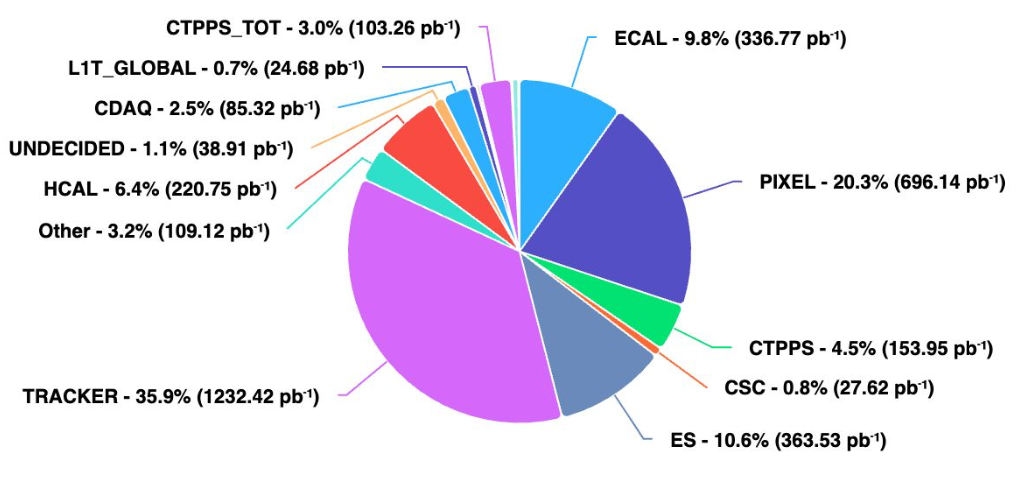 CTPPS_TOT - 3.0% (103.26 pb⁻¹)
ECAL - 9.8% (336.77 pb⁻¹)
L1T_GLOBAL - 0.7% (24.68 pb⁻¹)
CDAQ - 2.5% (85.32 pb⁻¹)
UNDECIDED - 1.1% (38.91 pb⁻¹)
PIXEL - 20.3% (696.14 pb⁻¹)
HCAL - 6.4% (220.75 pb⁻¹)
Other - 3.2% (109.12 pb⁻¹)
CTPPS - 4.5% (153.95 pb⁻¹)
CSC - 0.8% (27.62 pb⁻¹)
TRACKER - 35.9% (1232.42 pb⁻¹)
ES - 10.6% (363.53 pb⁻¹)